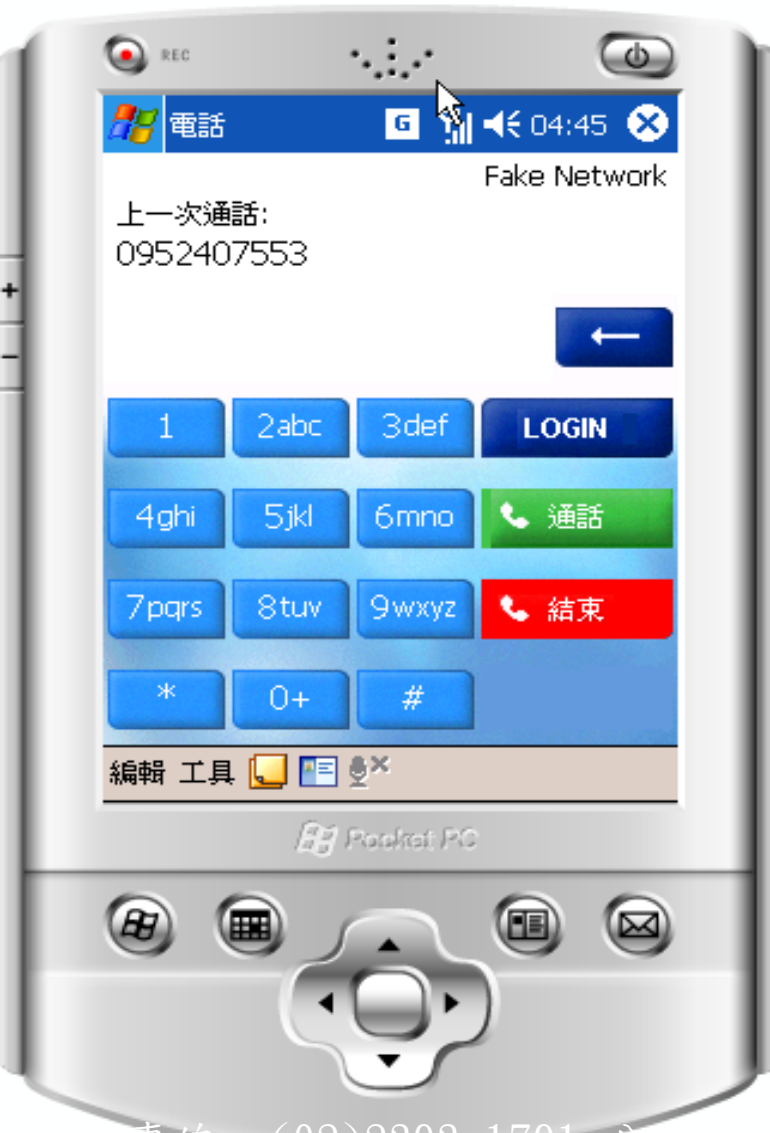 REC
電話 G 04:45
Fake Network
上一次通話:
0952407553
1 2abc 3def LOGIN
4ghi 5jkl 6mno 通話
7pqrs 8tuv 9wxyz 結束
* 0+ #
編輯 工具
Pocket PC